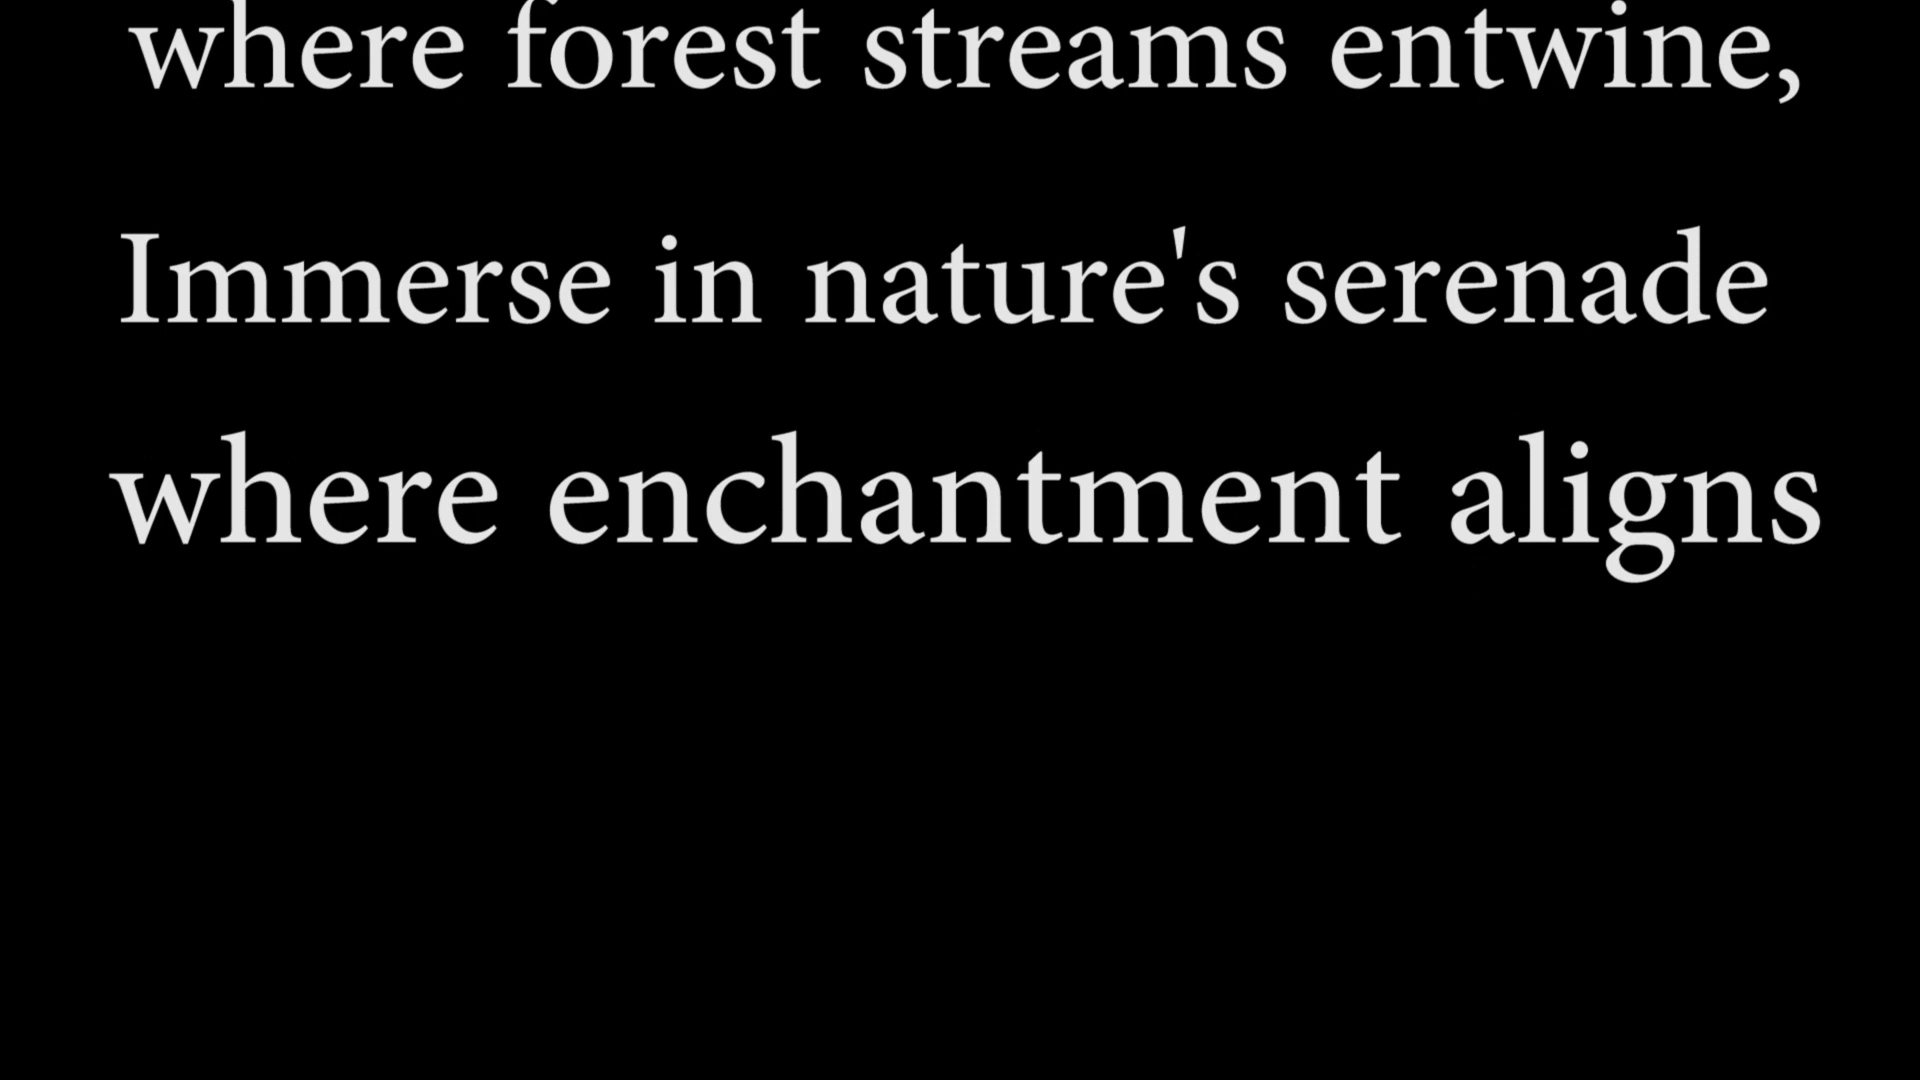 where forest streams entwine,
Immerse in nature's serenade
where enchantment aligns